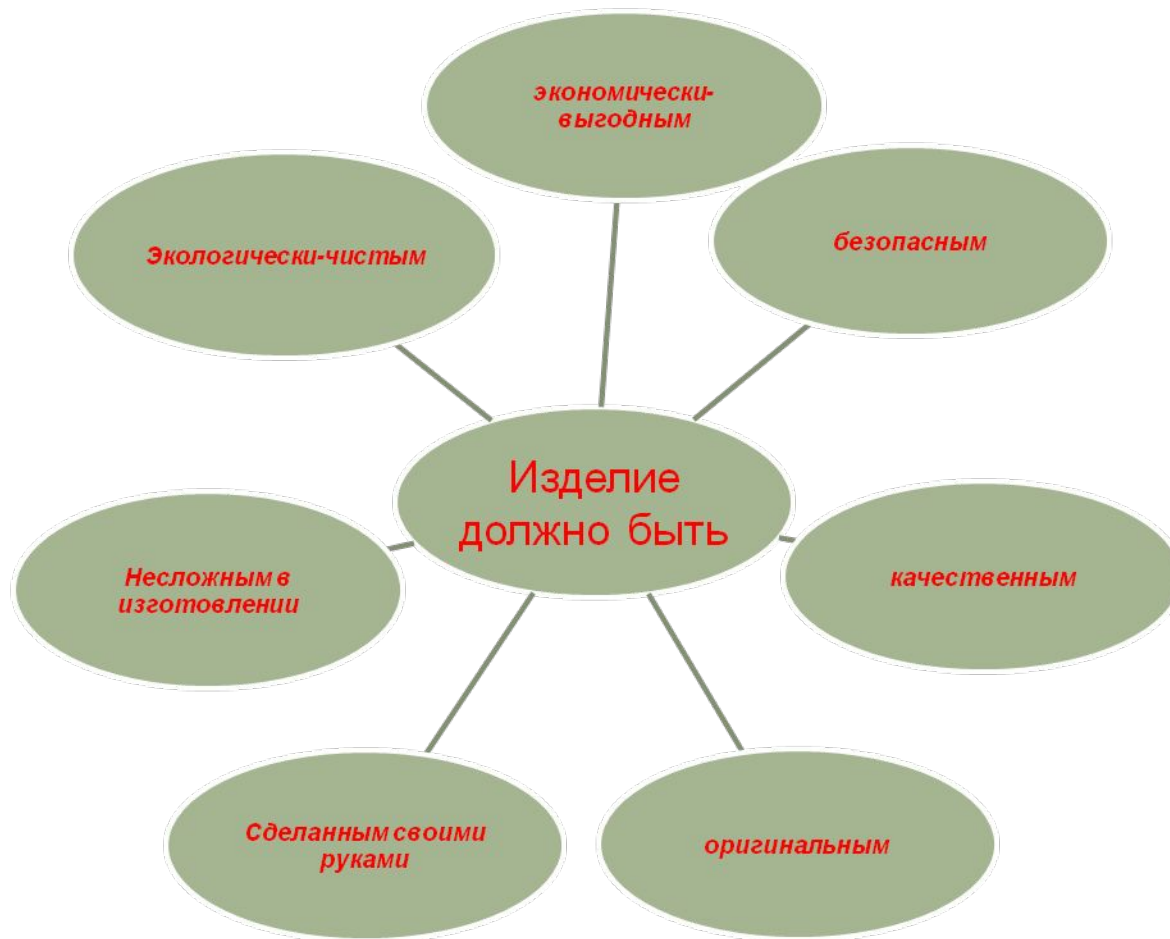 экономически-
выгодным
безопасным
Экологически-чистым
Изделие
должно быть
качественным
Несложным в
изготовлении
Сделанным своими
руками
оригинальным